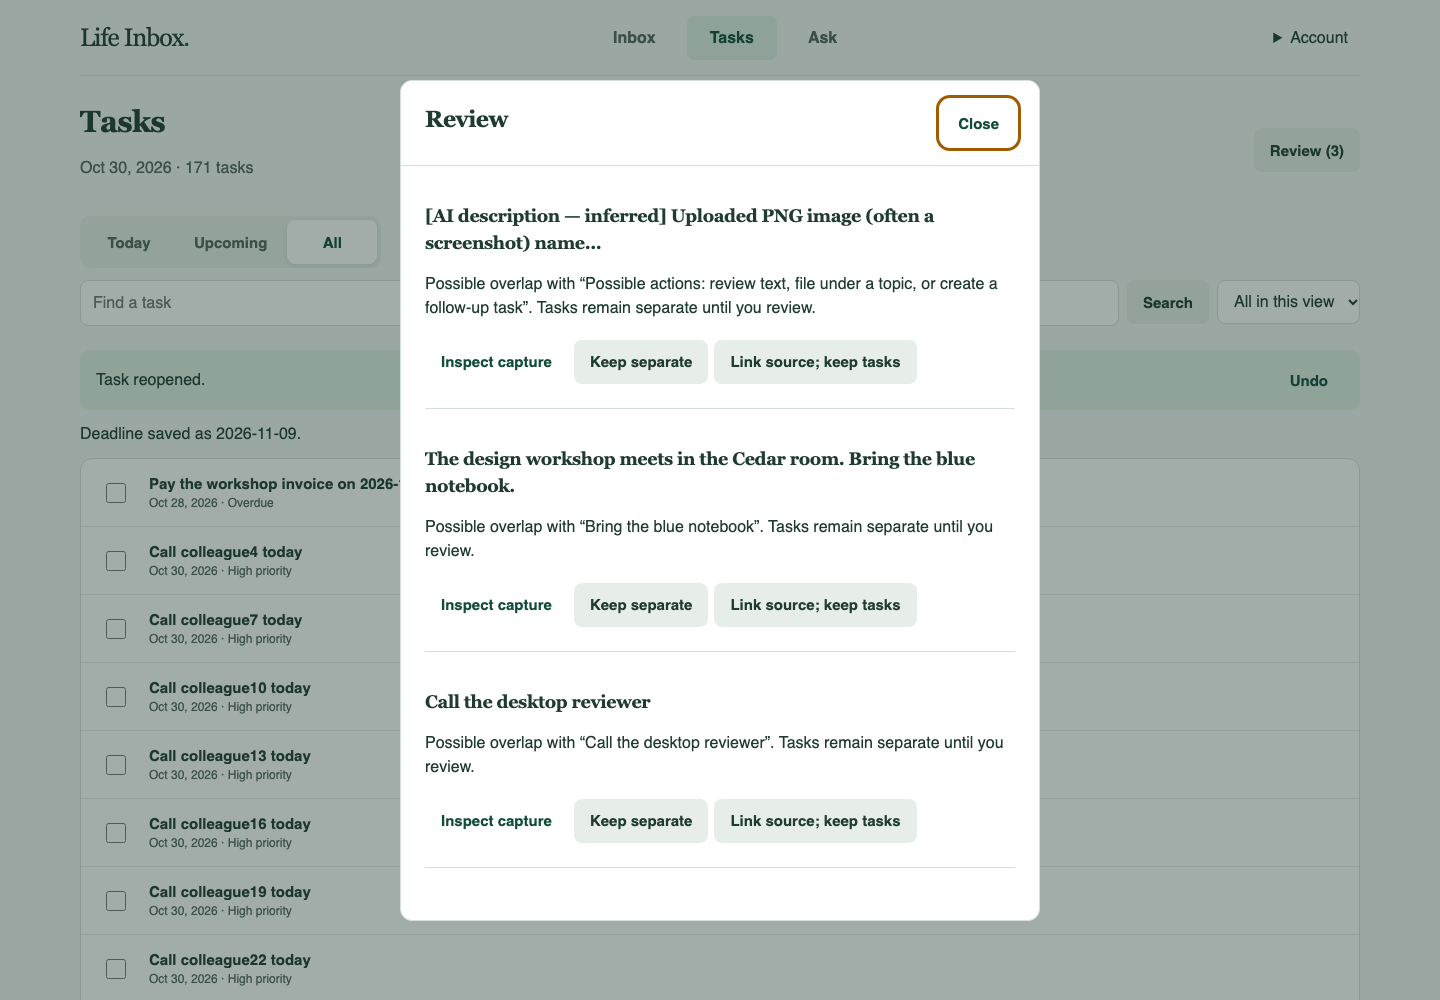 Life Inbox.
Inbox
Tasks
Ask
Account
Tasks
Oct 30, 2026 · 171 tasks
Review (3)
Today
Upcoming
All
Find a task
Search
All in this view
Task reopened.
Undo
Deadline saved as 2026-11-09.
Pay the workshop invoice on 2026-
Oct 28, 2026 · Overdue
Call colleague4 today
Oct 30, 2026 · High priority
Call colleague7 today
Oct 30, 2026 · High priority
Call colleague10 today
Oct 30, 2026 · High priority
Call colleague13 today
Oct 30, 2026 · High priority
Call colleague16 today
Oct 30, 2026 · High priority
Call colleague19 today
Oct 30, 2026 · High priority
Call colleague22 today
Oct 30, 2026 · High priority
Review
Close
[AI description — inferred] Uploaded PNG image (often a
screenshot) name...
Possible overlap with “Possible actions: review text, file under a topic, or create a
follow-up task”. Tasks remain separate until you review.
Inspect capture
Keep separate
Link source; keep tasks
The design workshop meets in the Cedar room. Bring the blue
notebook.
Possible overlap with “Bring the blue notebook”. Tasks remain separate until you
review.
Inspect capture
Keep separate
Link source; keep tasks
Call the desktop reviewer
Possible overlap with “Call the desktop reviewer”. Tasks remain separate until you
review.
Inspect capture
Keep separate
Link source; keep tasks